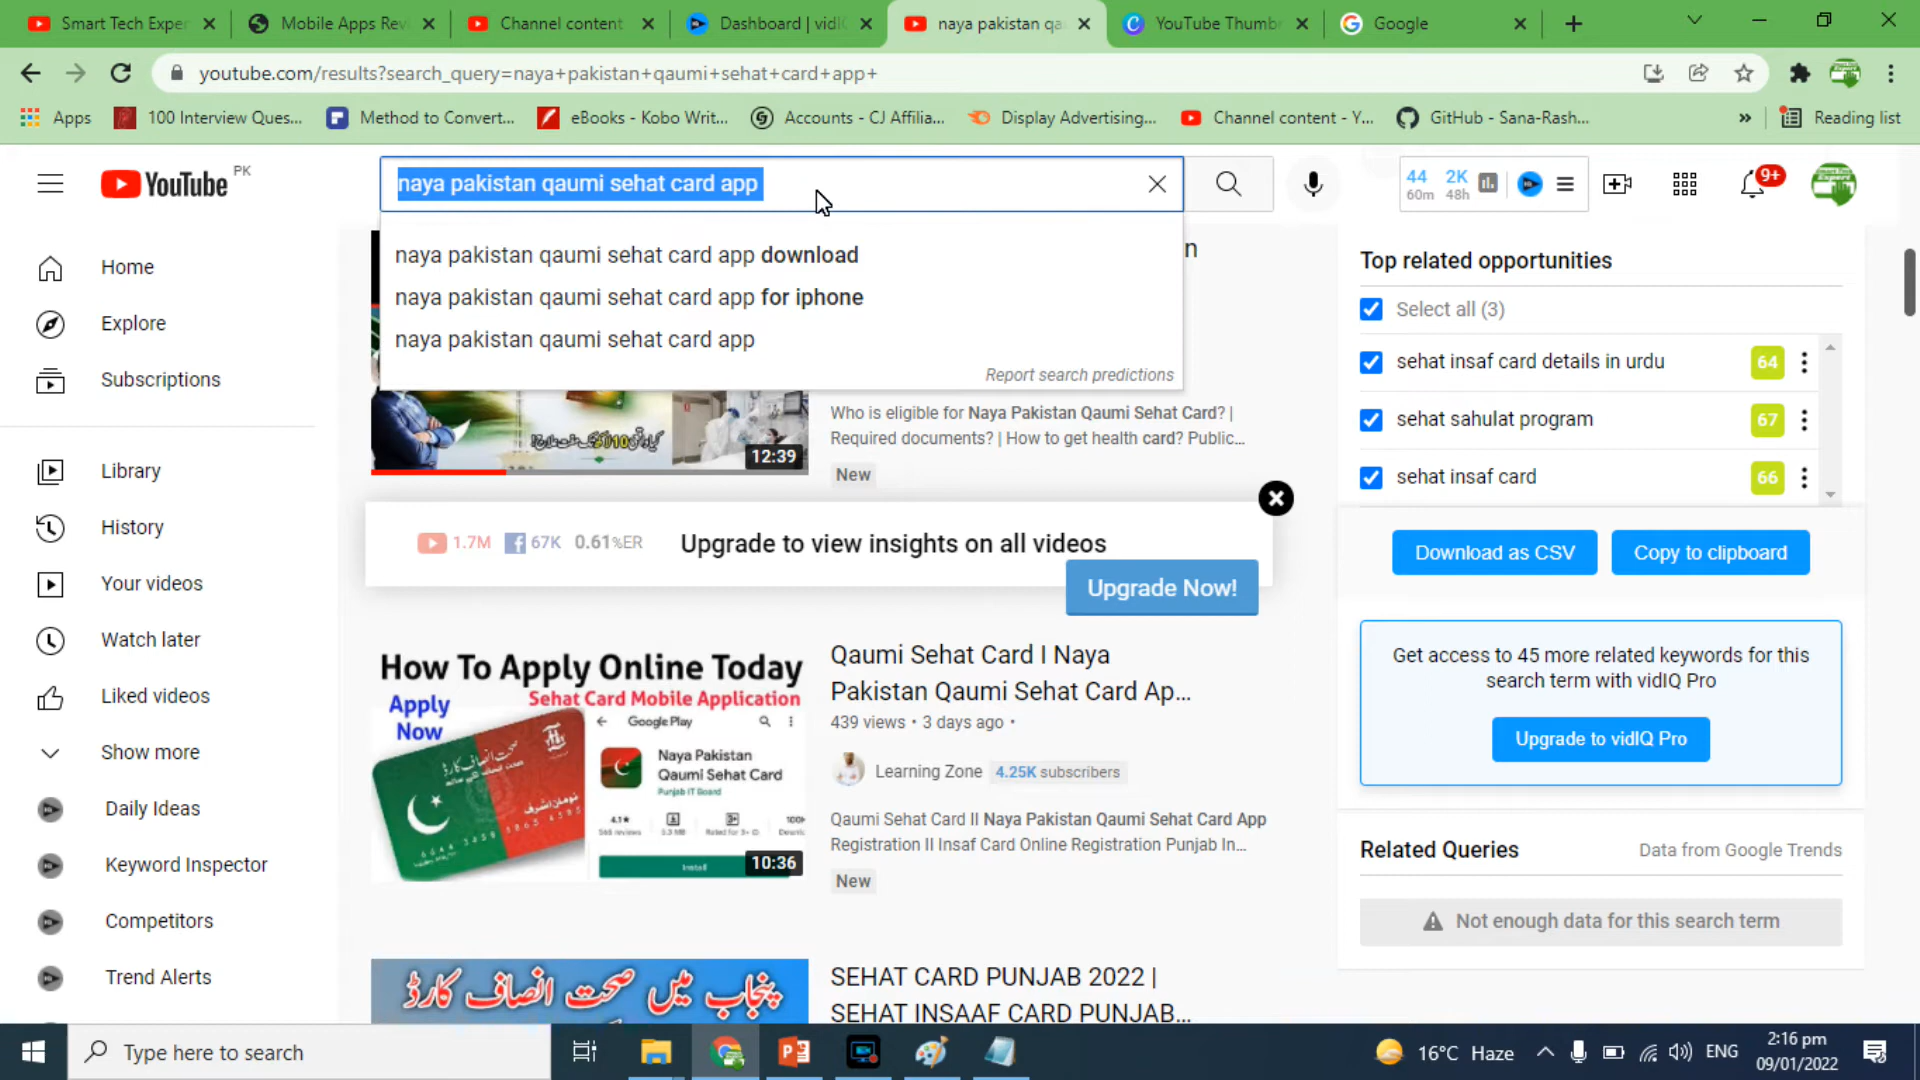 Smart Tech Exper
Mobile Apps Revi
Channel content
Dashboard | vidI
naya pakistan qa
YouTube Thumb
Google
youtube.com/results?search_query=naya+pakistan+qaumi+sehat+card+app+
Apps
100 Interview Ques...
Method to Convert...
eBooks - Kobo Writ...
Accounts - CJ Affilia...
Display Advertising...
Channel content - Y...
GitHub - Sana-Rash...
»
Reading list
YouTube PK
naya pakistan qaumi sehat card app
44 60m
2K 48h
9+
naya pakistan qaumi sehat card app download
naya pakistan qaumi sehat card app for iphone
naya pakistan qaumi sehat card app
Report search predictions
Home
Explore
Subscriptions
Library
History
Your videos
Watch later
Liked videos
Show more
Daily Ideas
Keyword Inspector
Competitors
Trend Alerts
n
12:39
Who is eligible for Naya Pakistan Qaumi Sehat Card? |
Required documents? | How to get health card? Public...
New
1.7M 67K 0.61%ER
Upgrade to view insights on all videos
Upgrade Now!
How To Apply Online Today
Sehat Card Mobile Application
Apply
Now
Google Play
Naya Pakistan
Qaumi Sehat Card
Punjab IT Board
صحت انصاف کارڈ
4.1★
Install
10:36
Qaumi Sehat Card I Naya
Pakistan Qaumi Sehat Card Ap...
439 views • 3 days ago •
Learning Zone 4.25K subscribers
Qaumi Sehat Card II Naya Pakistan Qaumi Sehat Card App
Registration II Insaf Card Online Registration Punjab In...
New
پنجاب میں صحت انصاف کارڈ
SEHAT CARD PUNJAB 2022 |
SEHAT INSAAF CARD PUNJAB...
Top related opportunities
Select all (3)
sehat insaf card details in urdu 64
sehat sahulat program 67
sehat insaf card 66
Download as CSV
Copy to clipboard
Get access to 45 more related keywords for this
search term with vidIQ Pro
Upgrade to vidIQ Pro
Related Queries
Data from Google Trends
Not enough data for this search term
Type here to search
16°C Haze
ENG
2:16 pm
09/01/2022